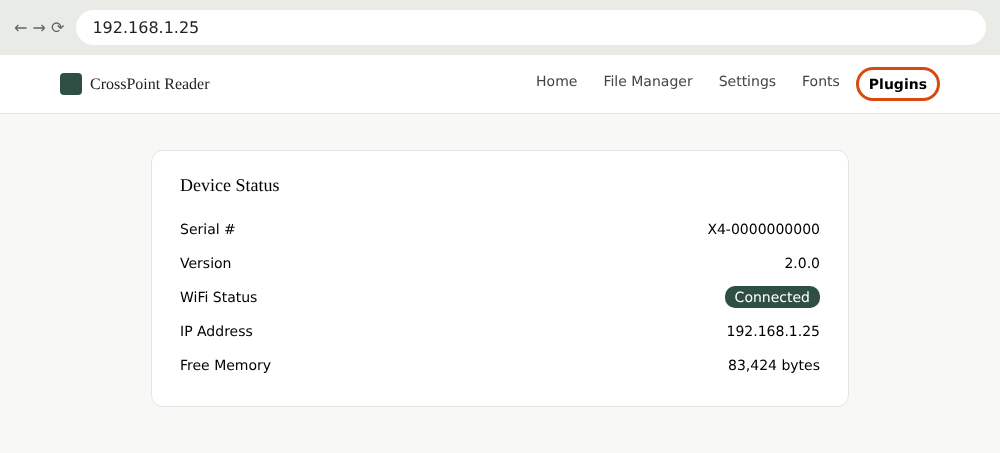 ← → ⟳ 192.168.1.25
CrossPoint Reader Home File Manager Settings Fonts Plugins
Device Status
Serial # X4-0000000000
Version 2.0.0
WiFi Status Connected
IP Address 192.168.1.25
Free Memory 83,424 bytes